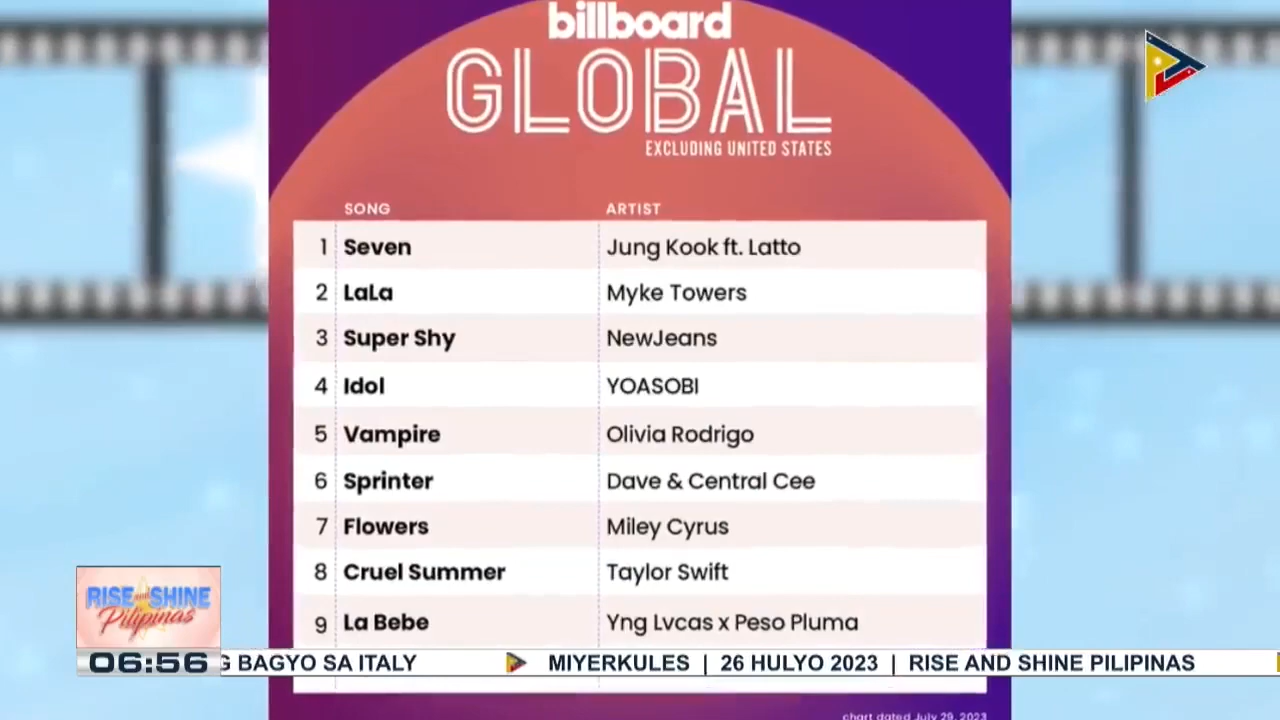 billboard
GLOBAL
EXCLUDING UNITED STATES
SONG ARTIST
1 Seven Jung Kook ft. Latto
2 LaLa Myke Towers
3 Super Shy NewJeans
4 Idol YOASOBI
5 Vampire Olivia Rodrigo
6 Sprinter Dave & Central Cee
7 Flowers Miley Cyrus
8 Cruel Summer Taylor Swift
9 La Bebe Yng Lvcas x Peso Pluma
RISE and SHINE
Pilipinas
06:56 G BAGYO SA ITALY MIYERKULES | 26 HULYO 2023 | RISE AND SHINE PILIPINAS
chart dated July 29, 2023